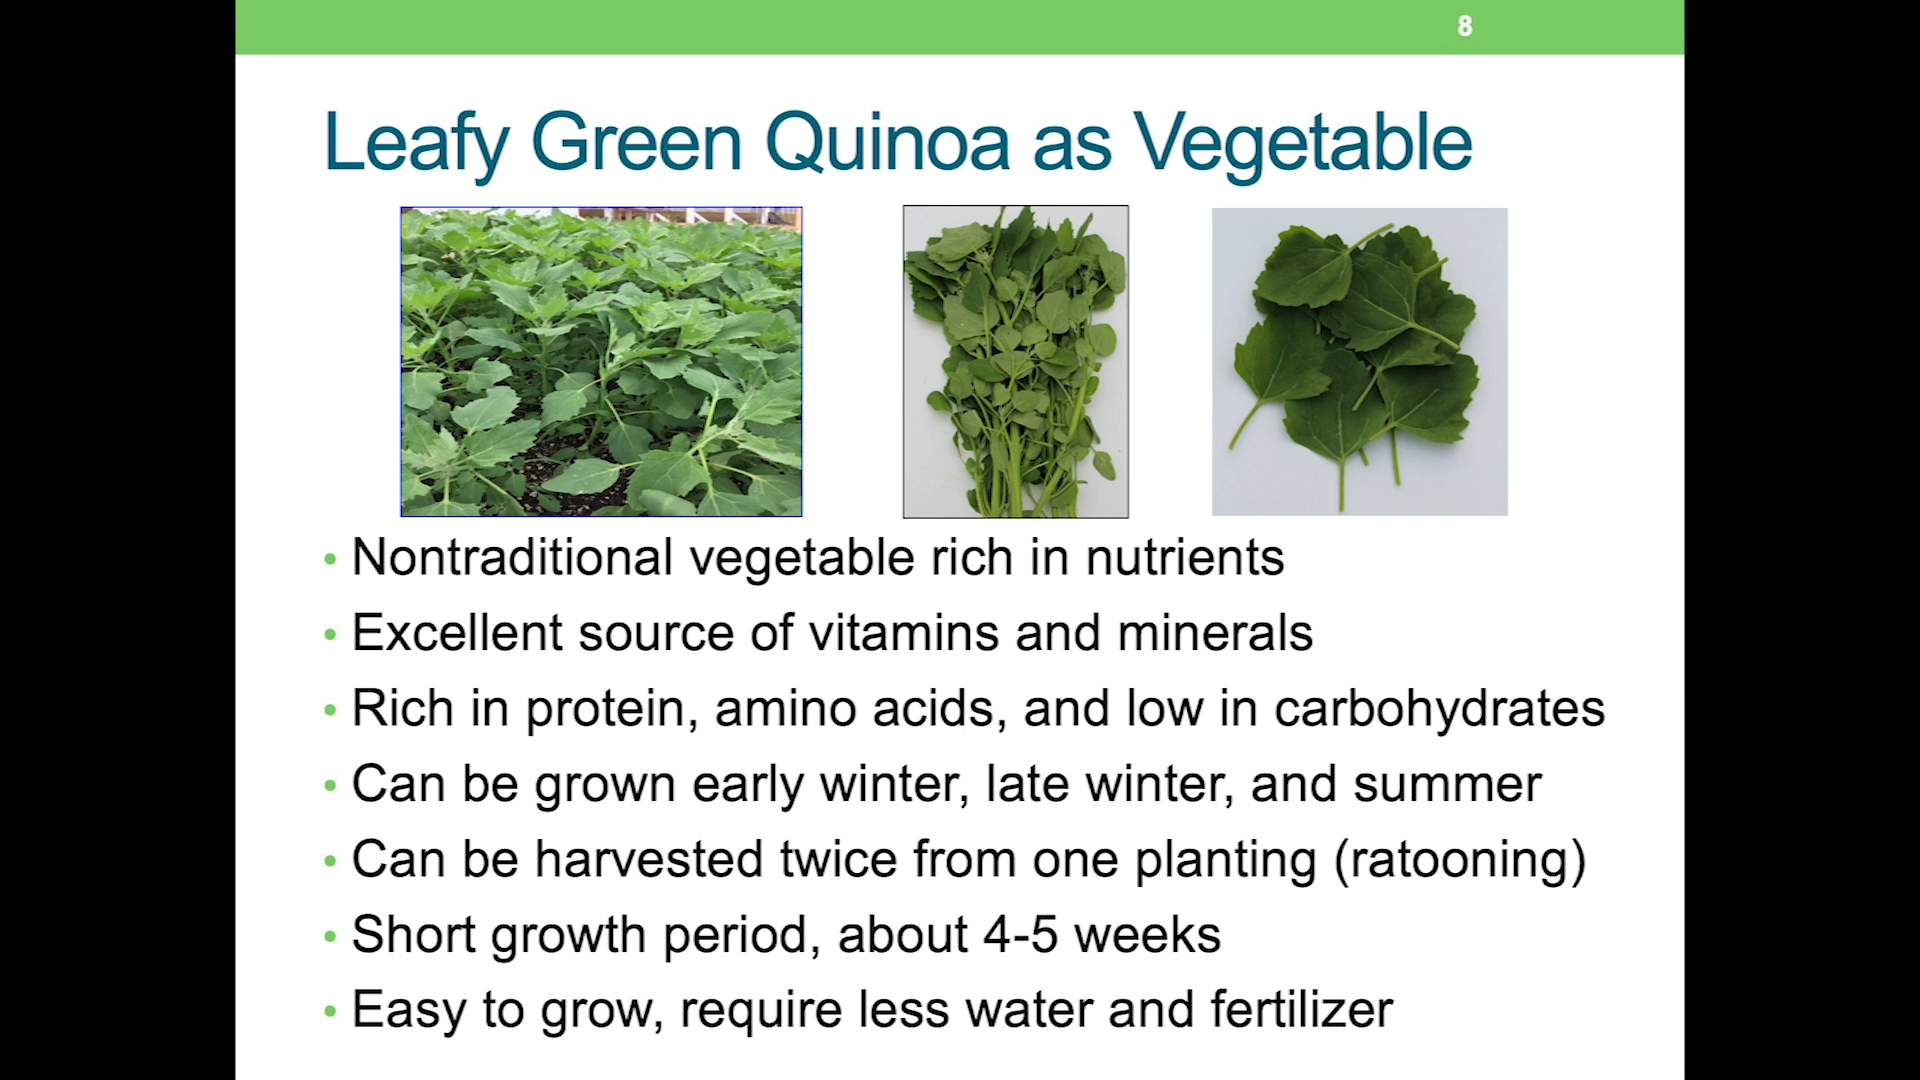 8
Leafy Green Quinoa as Vegetable
• Nontraditional vegetable rich in nutrients
• Excellent source of vitamins and minerals
• Rich in protein, amino acids, and low in carbohydrates
• Can be grown early winter, late winter, and summer
• Can be harvested twice from one planting (ratooning)
• Short growth period, about 4-5 weeks
• Easy to grow, require less water and fertilizer